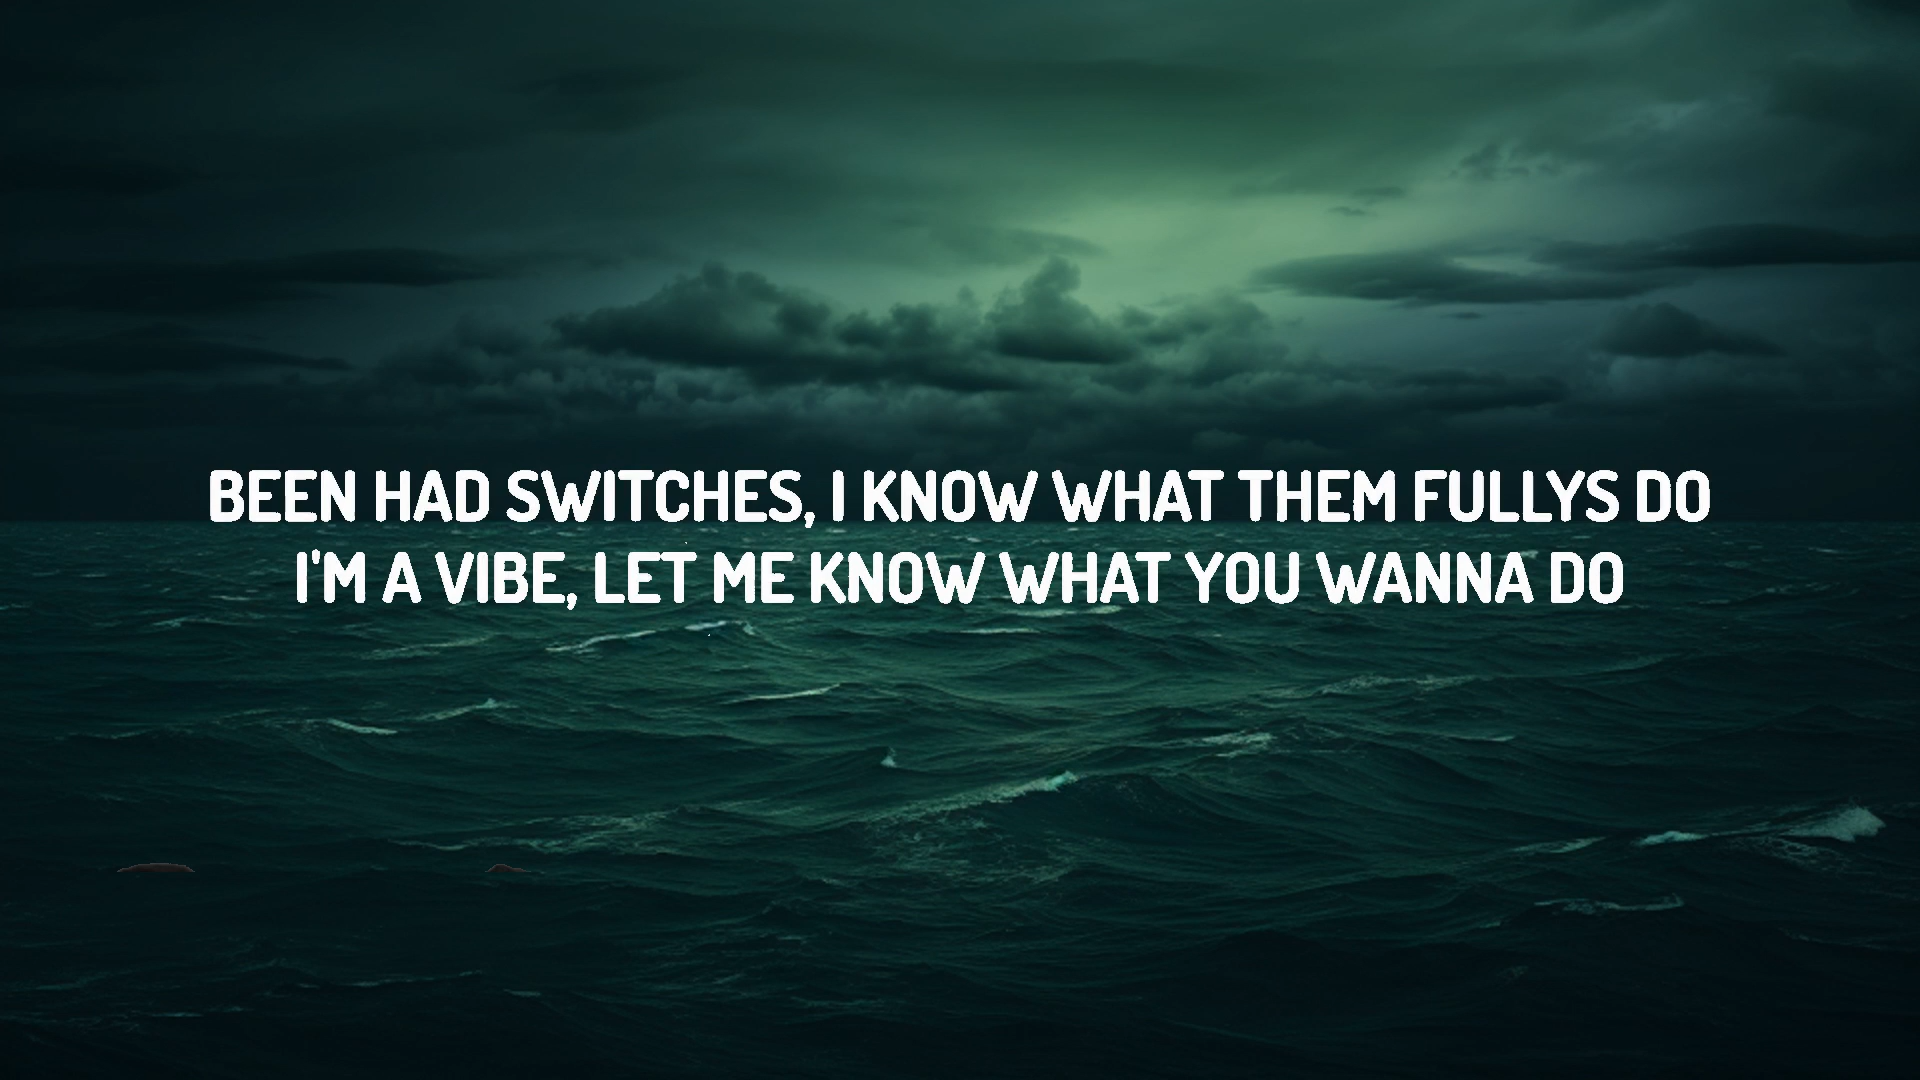 BEEN HAD SWITCHES, I KNOW WHAT THEM FULLYS DO
I'M A VIBE, LET ME KNOW WHAT YOU WANNA DO